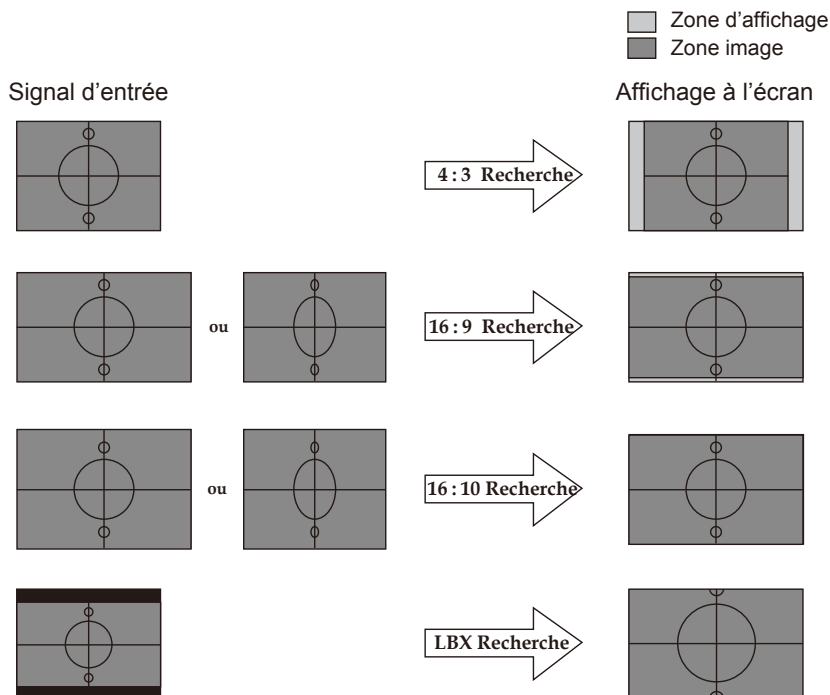 Zone d’affichage
Zone image
Signal d’entrée
Affichage à l’écran
4 : 3 Recherche
ou
16 : 9 Recherche
ou
16 : 10 Recherche
LBX Recherche